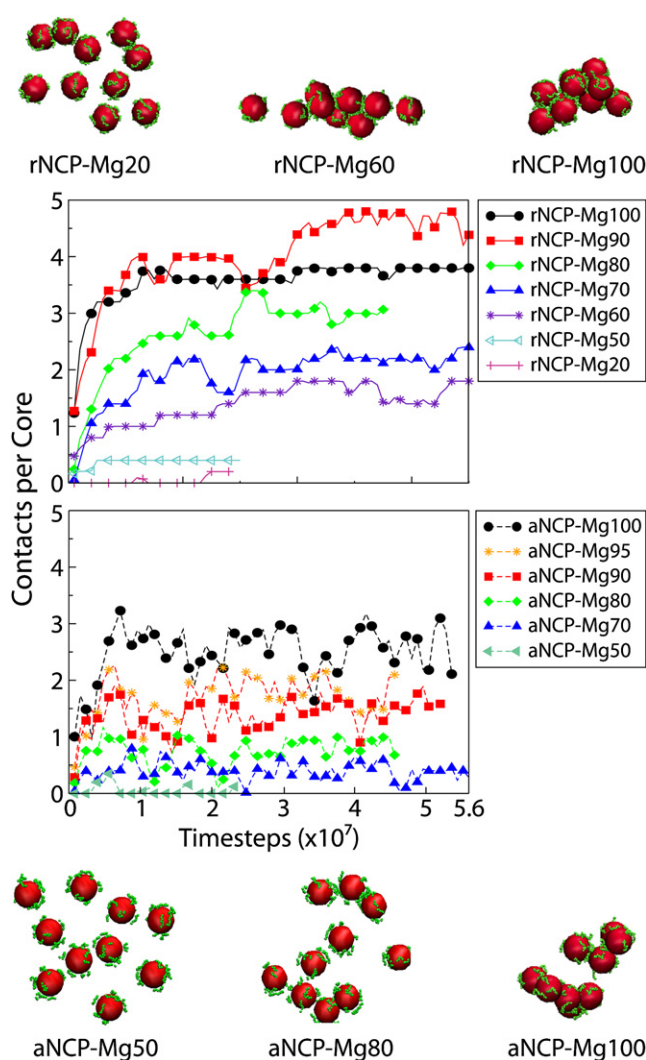 rNCP-Mg20
rNCP-Mg60
rNCP-Mg100
Contacts per Core
5
4
3
2
1
0
rNCP-Mg100
rNCP-Mg90
rNCP-Mg80
rNCP-Mg70
rNCP-Mg60
rNCP-Mg50
rNCP-Mg20
5
4
3
2
1
0
aNCP-Mg100
aNCP-Mg95
aNCP-Mg90
aNCP-Mg80
aNCP-Mg70
aNCP-Mg50
0 1 2 3 4 5 5.6
Timesteps (x10⁷)
aNCP-Mg50
aNCP-Mg80
aNCP-Mg100